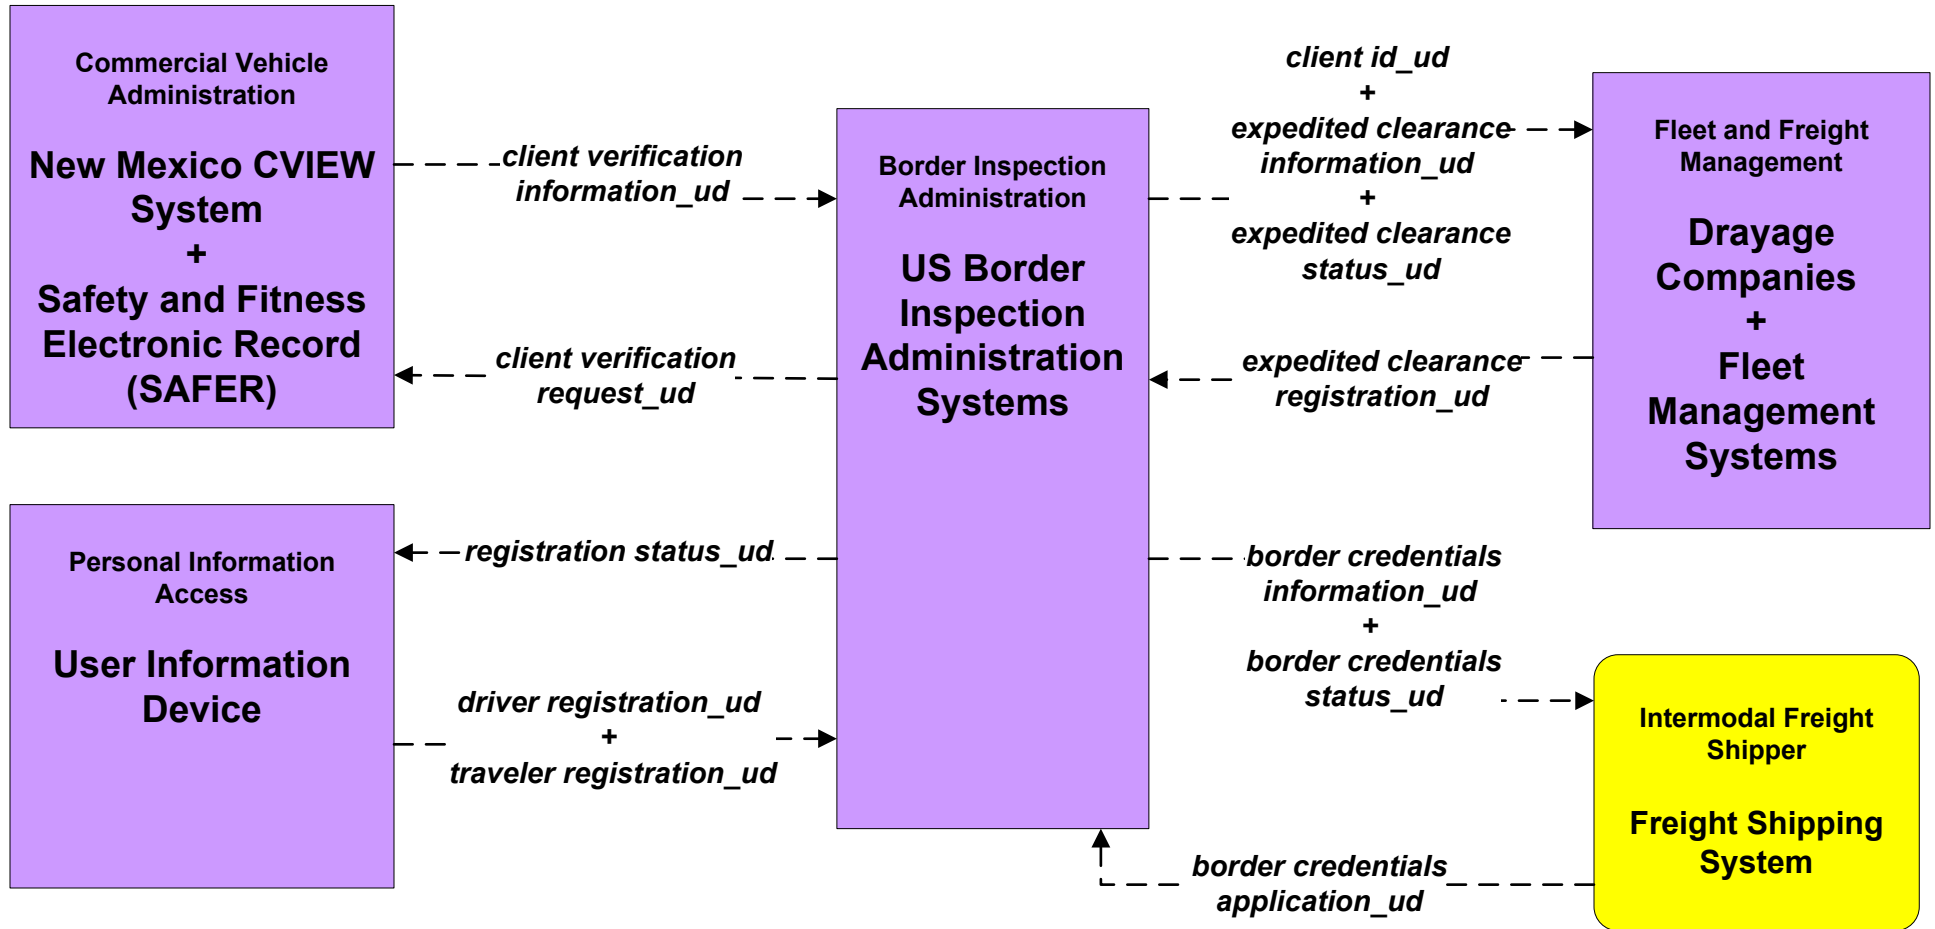 Commercial Vehicle
Administration
New Mexico CVIEW
System
+
Safety and Fitness
Electronic Record
(SAFER)
client verification
information_ud
client verification
request_ud
Border Inspection
Administration
US Border
Inspection
Administration
Systems
client id_ud
+
expedited clearance
information_ud
+
expedited clearance
status_ud
expedited clearance
registration_ud
Fleet and Freight
Management
Drayage
Companies
+
Fleet
Management
Systems
Personal Information
Access
User Information
Device
registration status_ud
driver registration_ud
+
traveler registration_ud
border credentials
information_ud
+
border credentials
status_ud
border credentials
application_ud
Intermodal Freight
Shipper
Freight Shipping
System